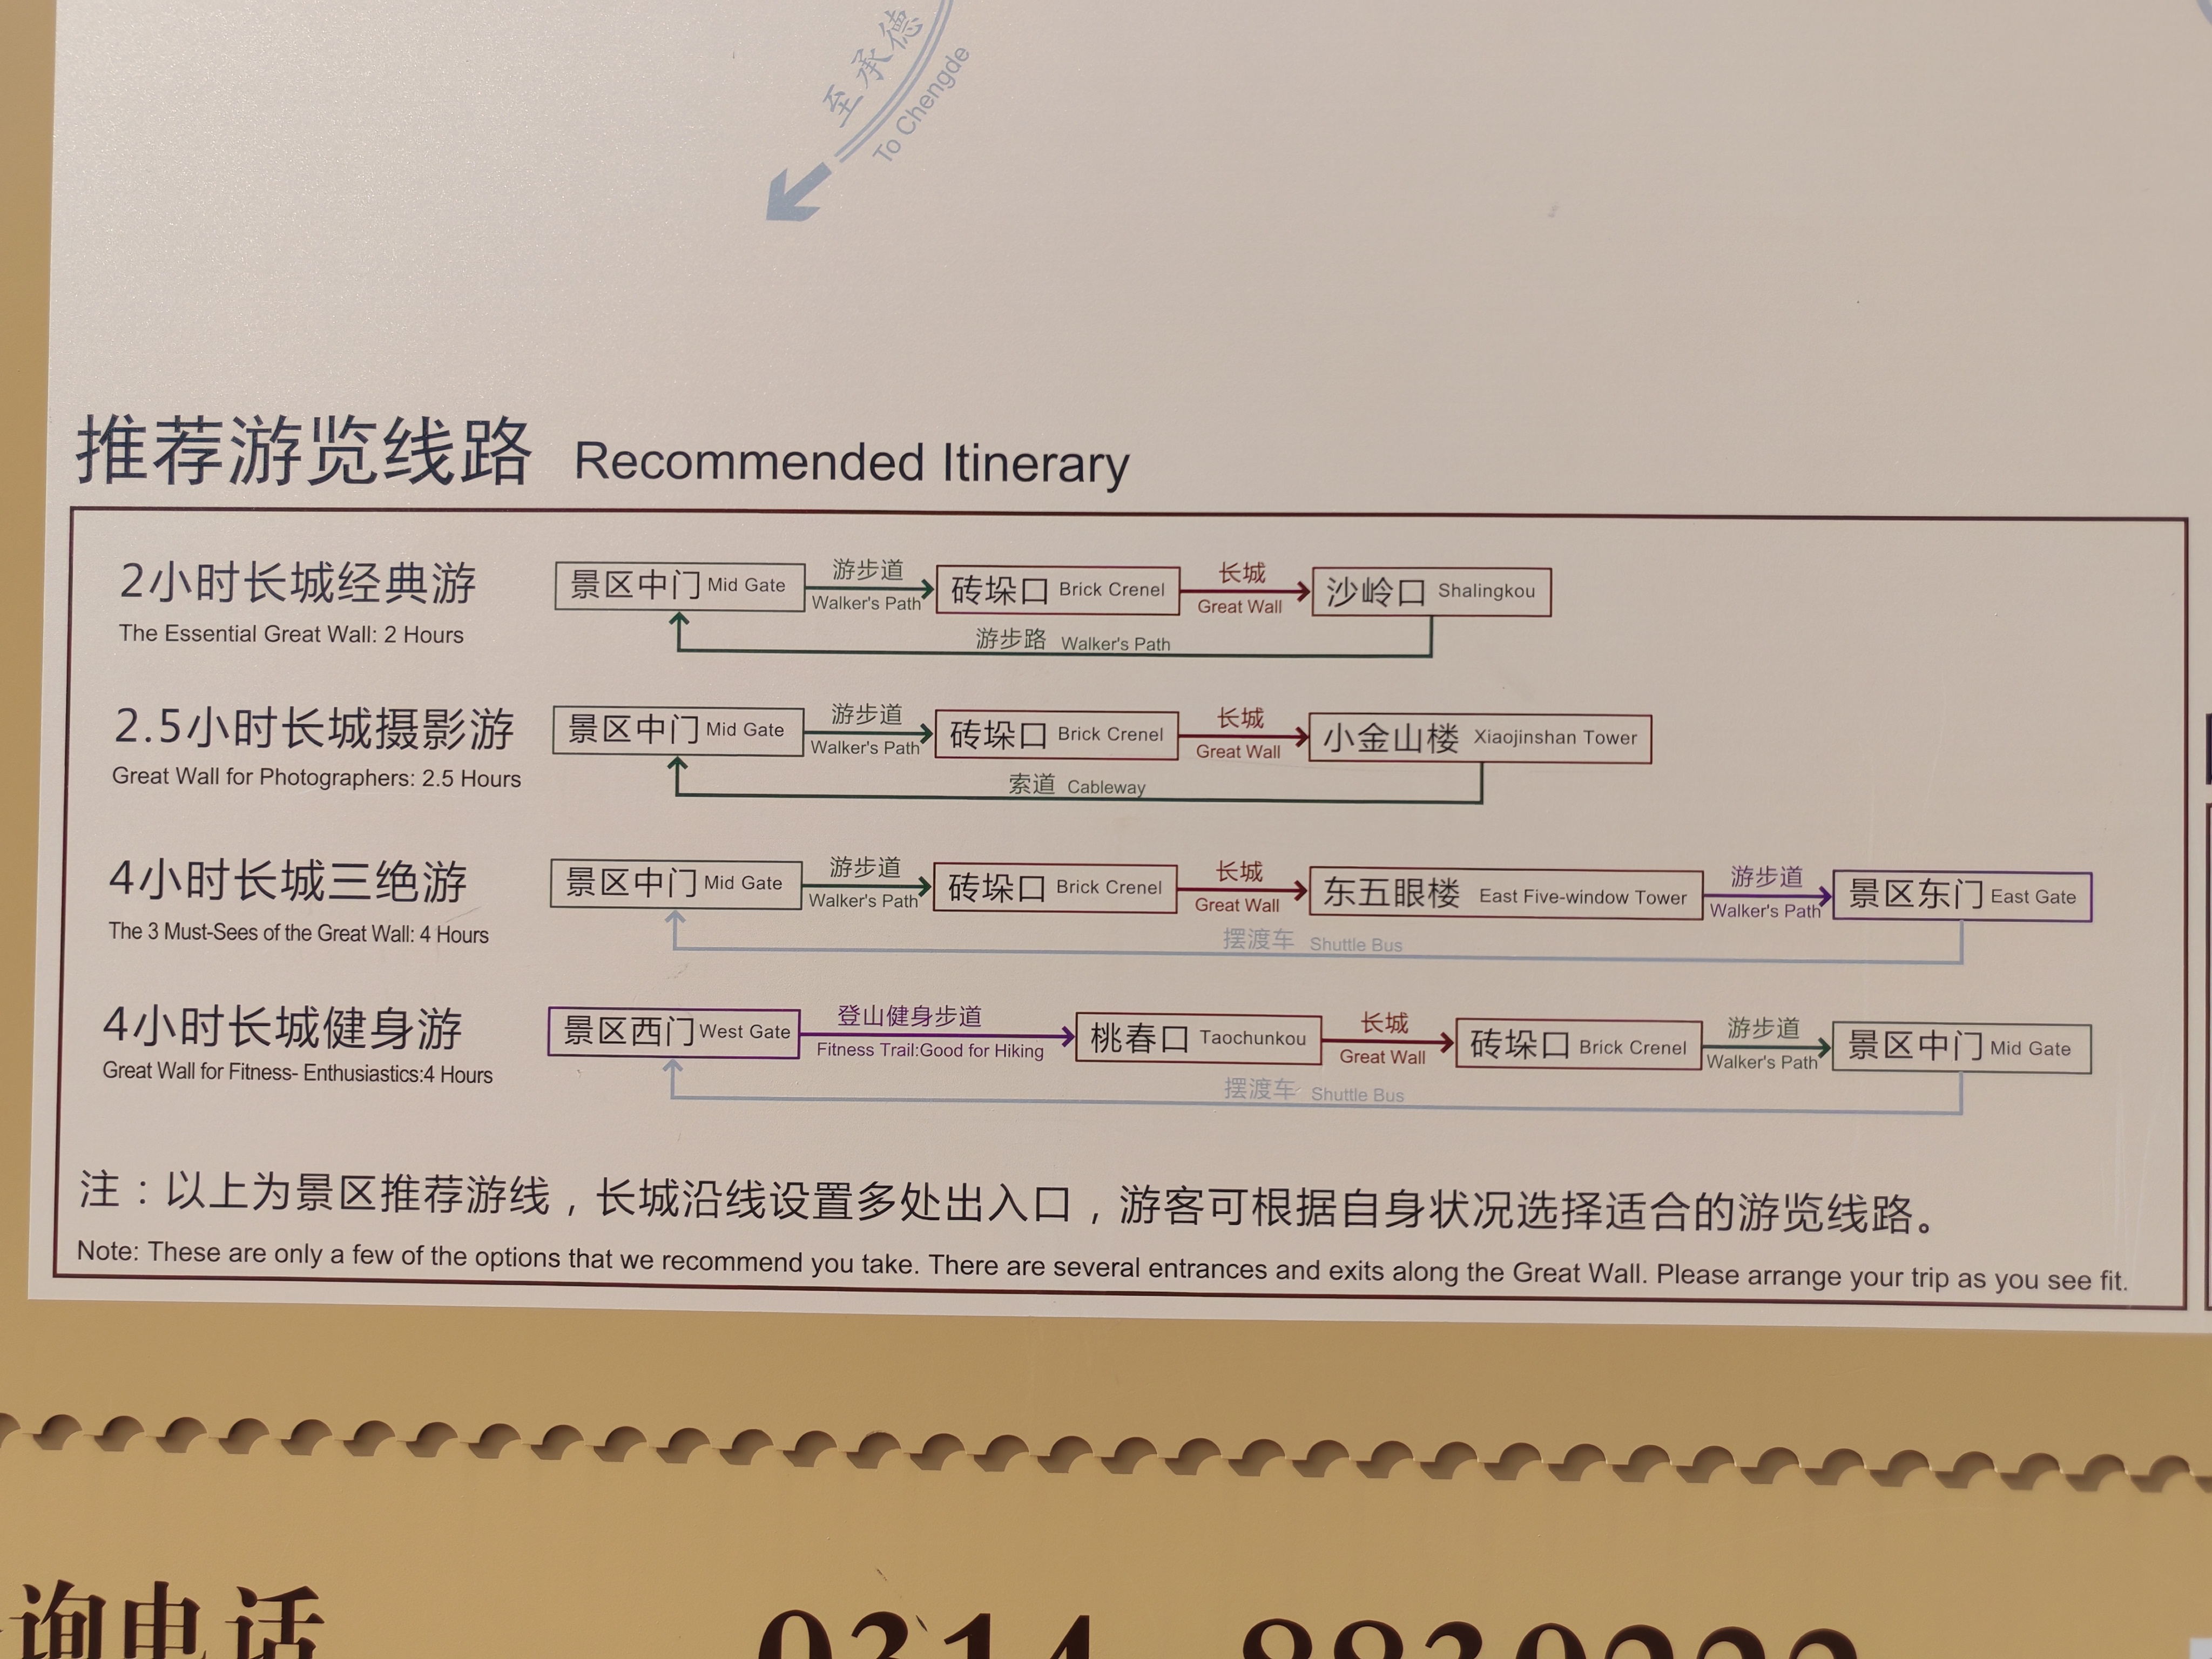 至承德
To Chengde
推荐游览线路 Recommended Itinerary
2小时长城经典游
The Essential Great Wall: 2 Hours
景区中门 Mid Gate 游步道 Walker's Path 砖垛口 Brick Crenel 长城 Great Wall 沙岭口 Shalingkou
游步路 Walker's Path
2.5小时长城摄影游
Great Wall for Photographers: 2.5 Hours
景区中门 Mid Gate 游步道 Walker's Path 砖垛口 Brick Crenel 长城 Great Wall 小金山楼 Xiaojinshan Tower
索道 Cableway
4小时长城三绝游
The 3 Must-Sees of the Great Wall: 4 Hours
景区中门 Mid Gate 游步道 Walker's Path 砖垛口 Brick Crenel 长城 Great Wall 东五眼楼 East Five-window Tower 游步道 Walker's Path 景区东门 East Gate
摆渡车 Shuttle Bus
4小时长城健身游
Great Wall for Fitness- Enthusiastics:4 Hours
景区西门 West Gate 登山健身步道 Fitness Trail:Good for Hiking 桃春口 Taochunkou 长城 Great Wall 砖垛口 Brick Crenel 游步道 Walker's Path 景区中门 Mid Gate
摆渡车 Shuttle Bus
注：以上为景区推荐游线，长城沿线设置多处出入口，游客可根据自身状况选择适合的游览线路。
Note: These are only a few of the options that we recommend you take. There are several entrances and exits along the Great Wall. Please arrange your trip as you see fit.
询电话 0314